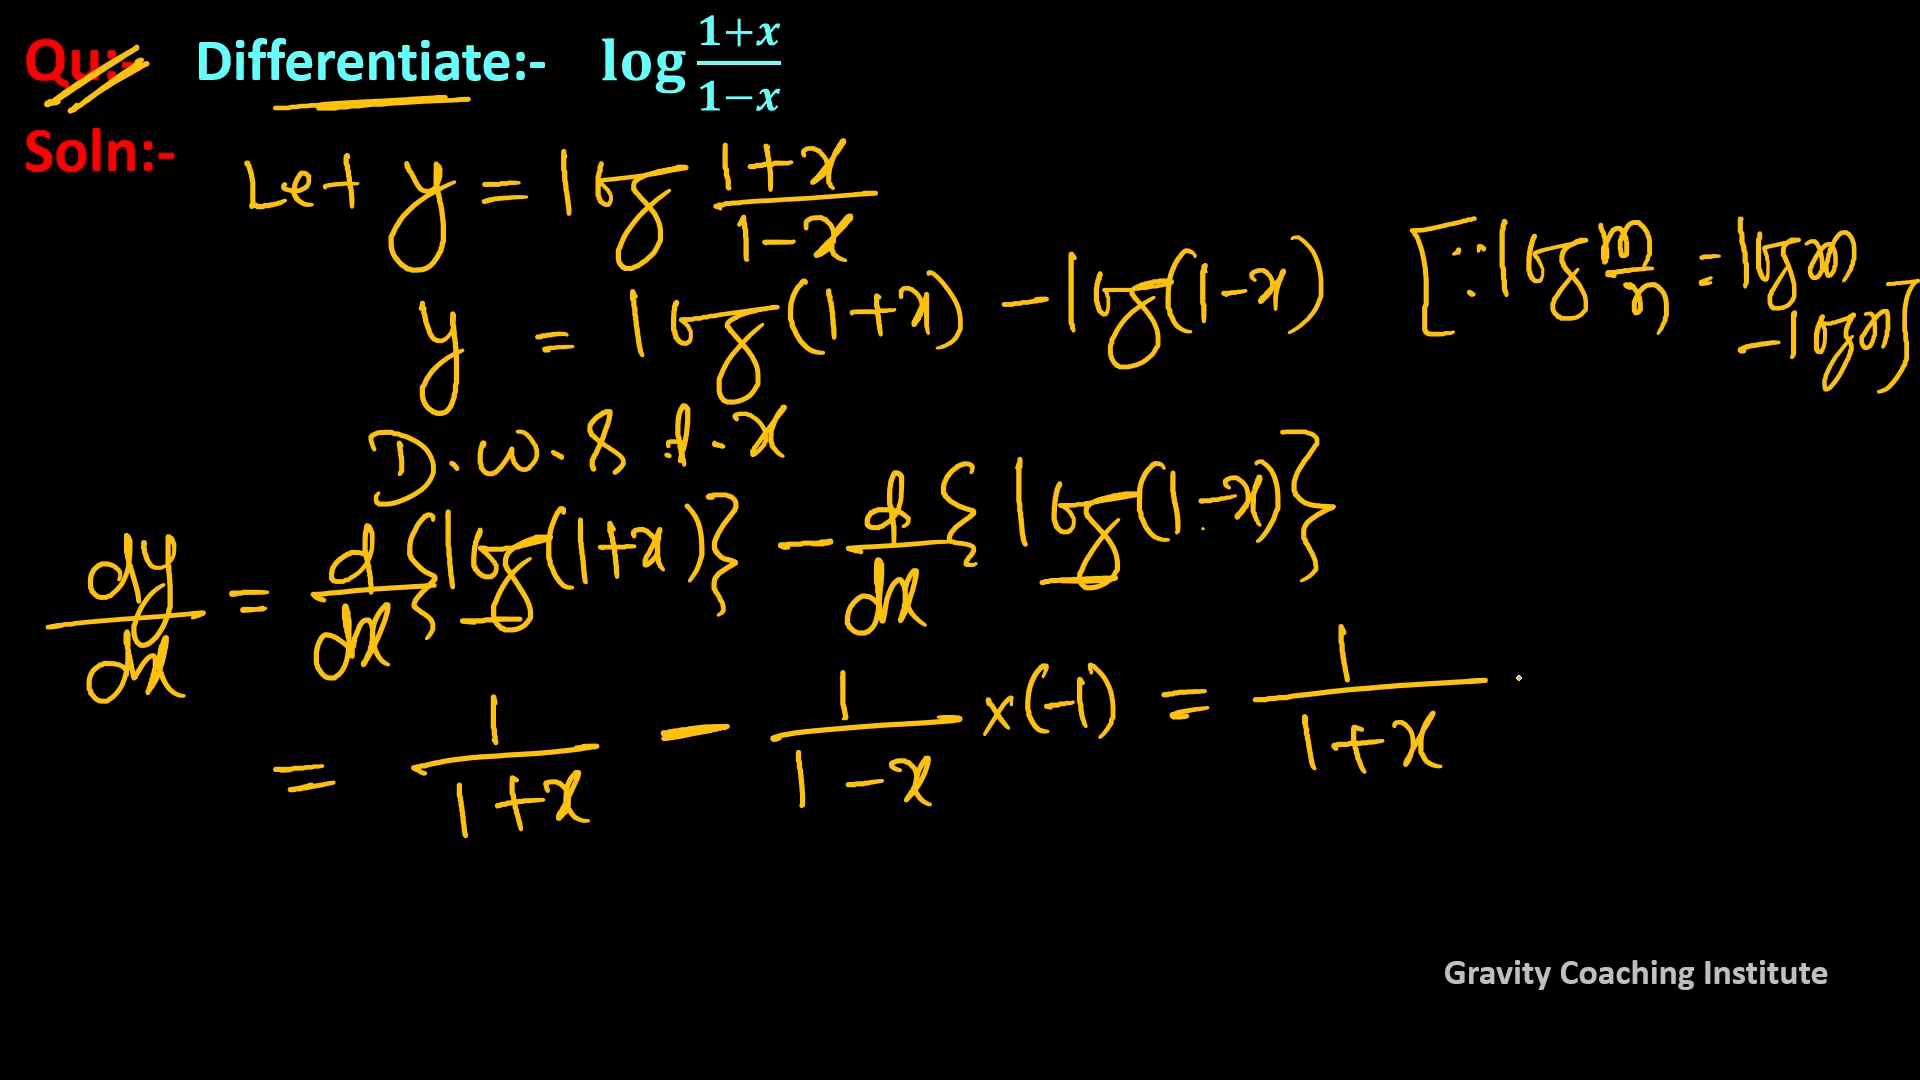 Qu:- Differentiate:- log (1+x)/(1−x)
Soln:-
Let y = log (1+x)/(1−x)
y = log(1+x) − log(1−x) [∵ log m/n = log m − log n]
D. w. r. t. x
dy/dx = d/dx {log(1+x)} − d/dx {log(1−x)}
= 1/(1+x) − 1/(1−x) × (−1) = 1/(1+x)
Gravity Coaching Institute